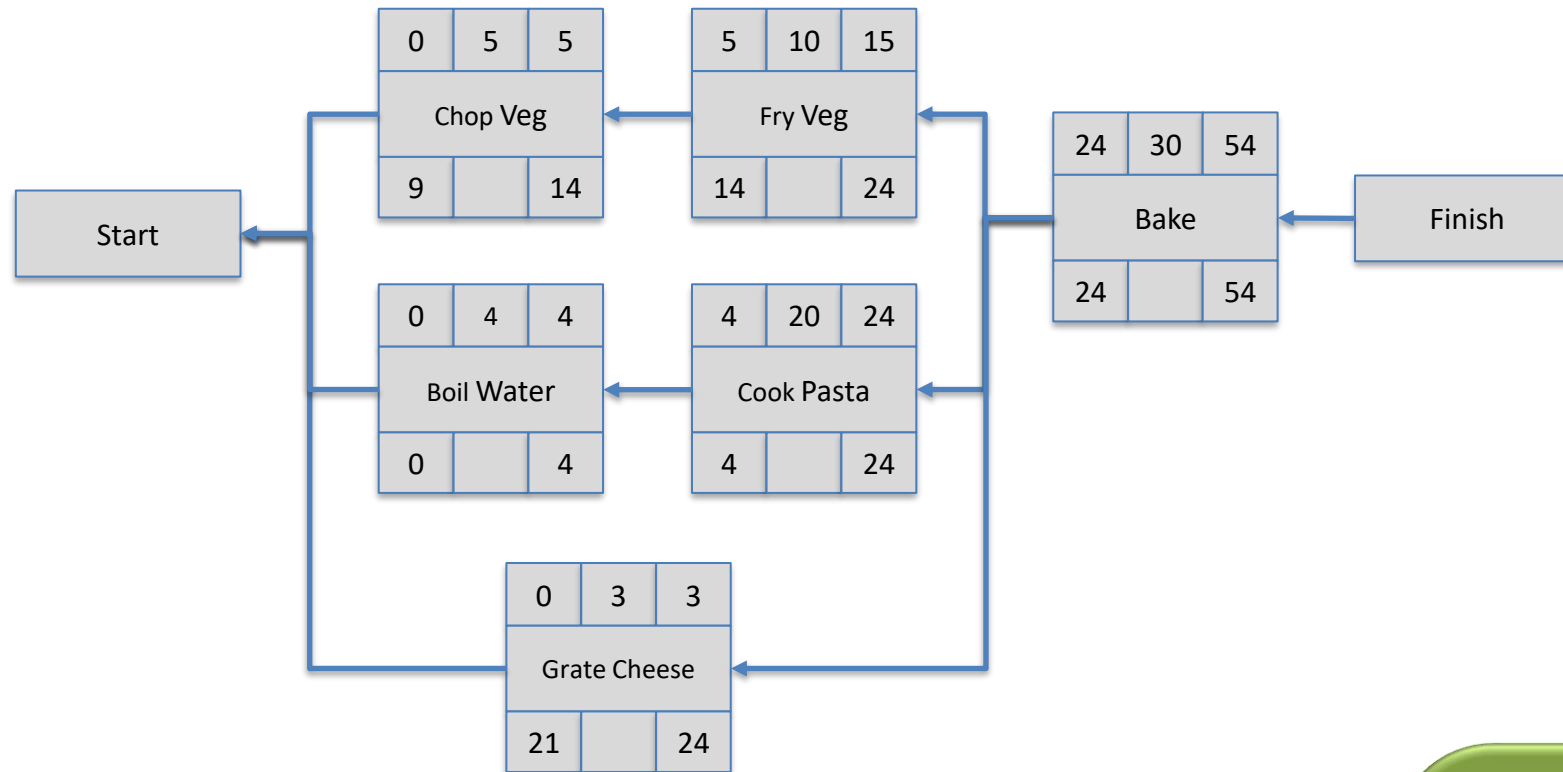 0 5 5
Chop Veg
9 14
5 10 15
Fry Veg
14 24
24 30 54
Bake
24 54
Start
Finish
0 4 4
Boil Water
0 4
4 20 24
Cook Pasta
4 24
0 3 3
Grate Cheese
21 24